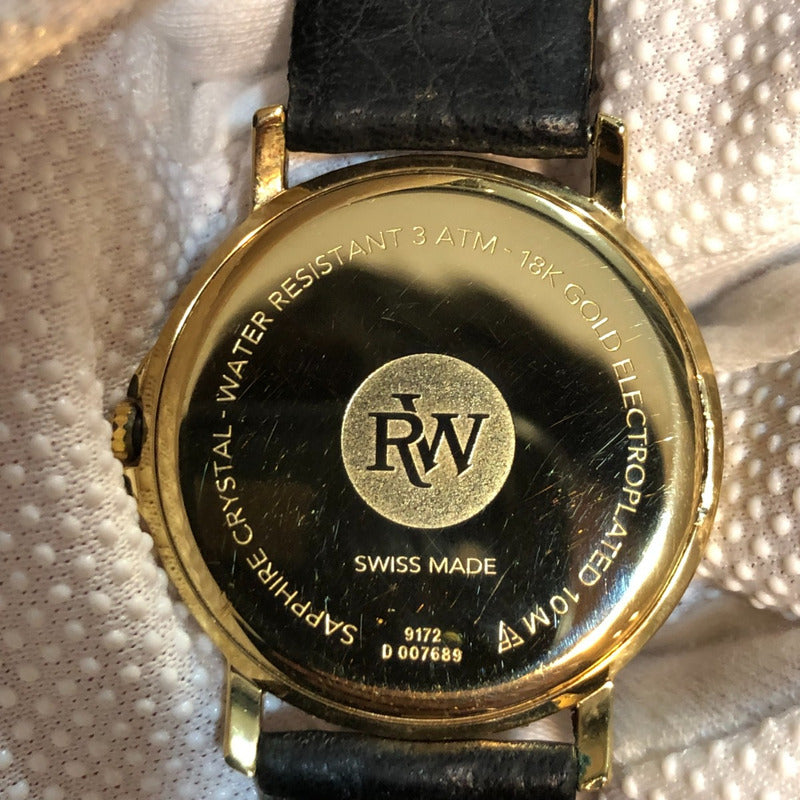 SAPPHIRE CRYSTAL - WATER RESISTANT 3 ATM - 18K GOLD ELECTROPLATED 10 M
RW
SWISS MADE
9172
D 007689